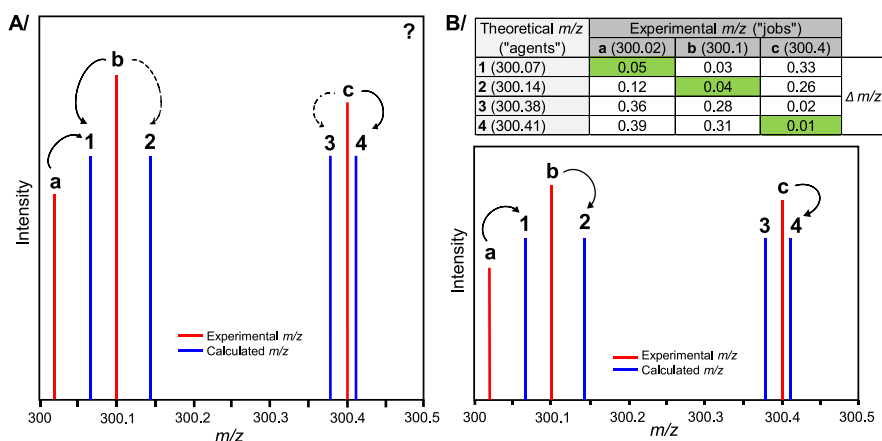 A/
?
b
c
1
2
3
4
a
Intensity
Experimental m/z
Calculated m/z
300
300.1
300.2
300.3
300.4
300.5
m/z
B/
Theoretical m/z ("agents")
Experimental m/z ("jobs")
a (300.02) b (300.1) c (300.4)
1 (300.07) 0.05 0.03 0.33
2 (300.14) 0.12 0.04 0.26
3 (300.38) 0.36 0.28 0.02
4 (300.41) 0.39 0.31 0.01
Δ m/z
b
c
1
2
3
4
a
Intensity
Experimental m/z
Calculated m/z
300
300.1
300.2
300.3
300.4
300.5
m/z